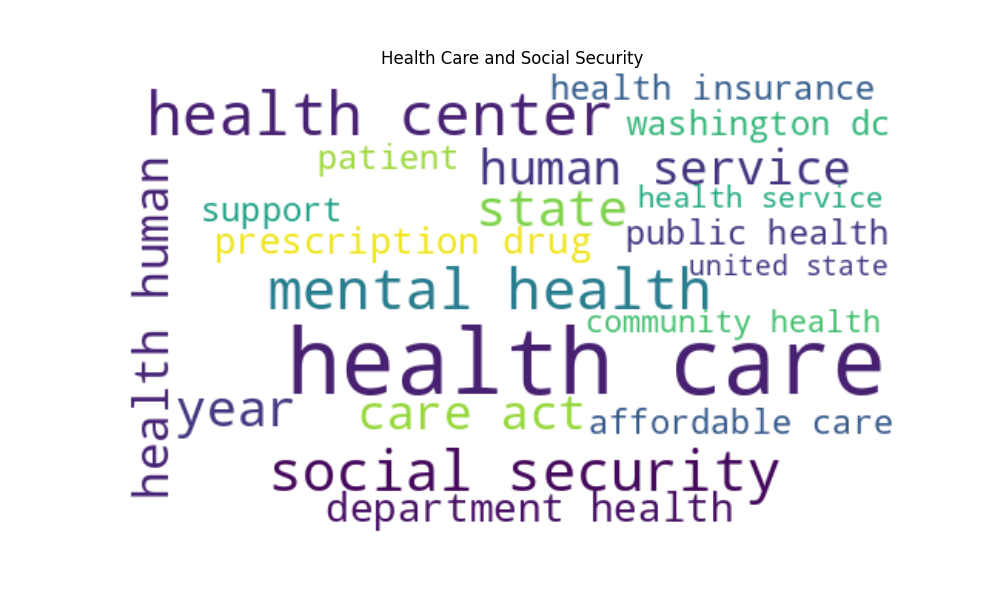 Health Care and Social Security
health insurance
health center
washington dc
patient
human service
health human
support
state
health service
prescription drug
public health
united state
mental health
community health
health care
year
care act
affordable care
social security
department health